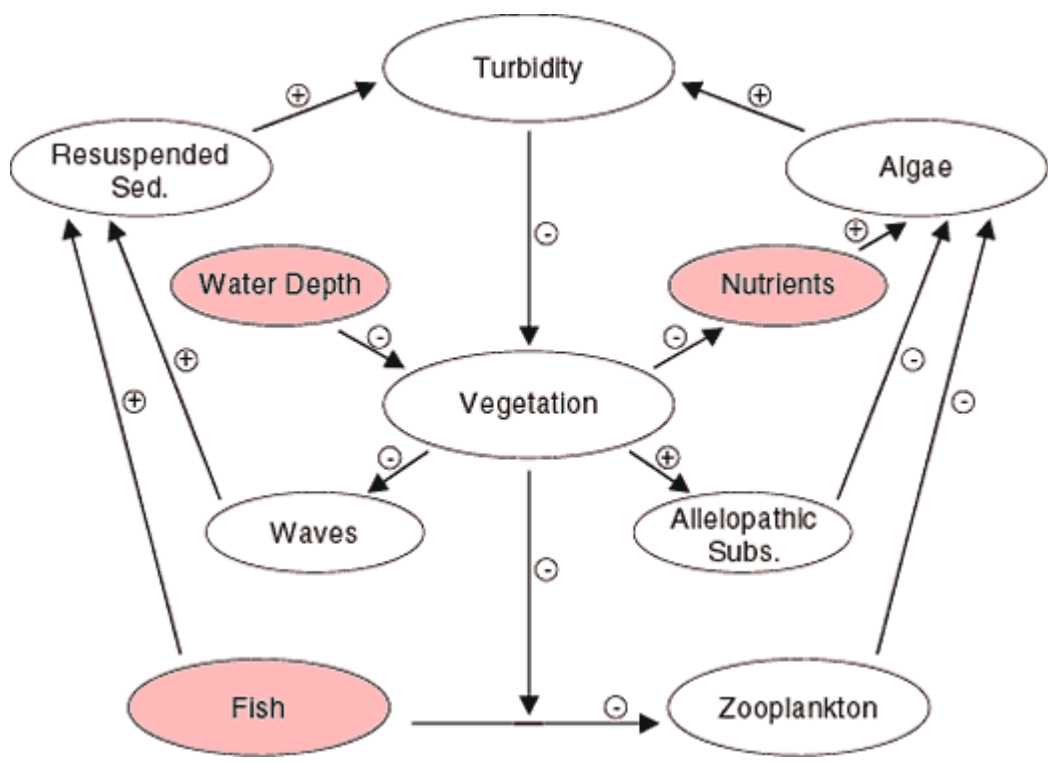 Turbidity
+
+
Resuspended
Sed.
Algae
-
+
Water Depth
Nutrients
-
-
+
-
+
-
Vegetation
-
+
Waves
Allelopathic
Subs.
-
Fish
-
Zooplankton